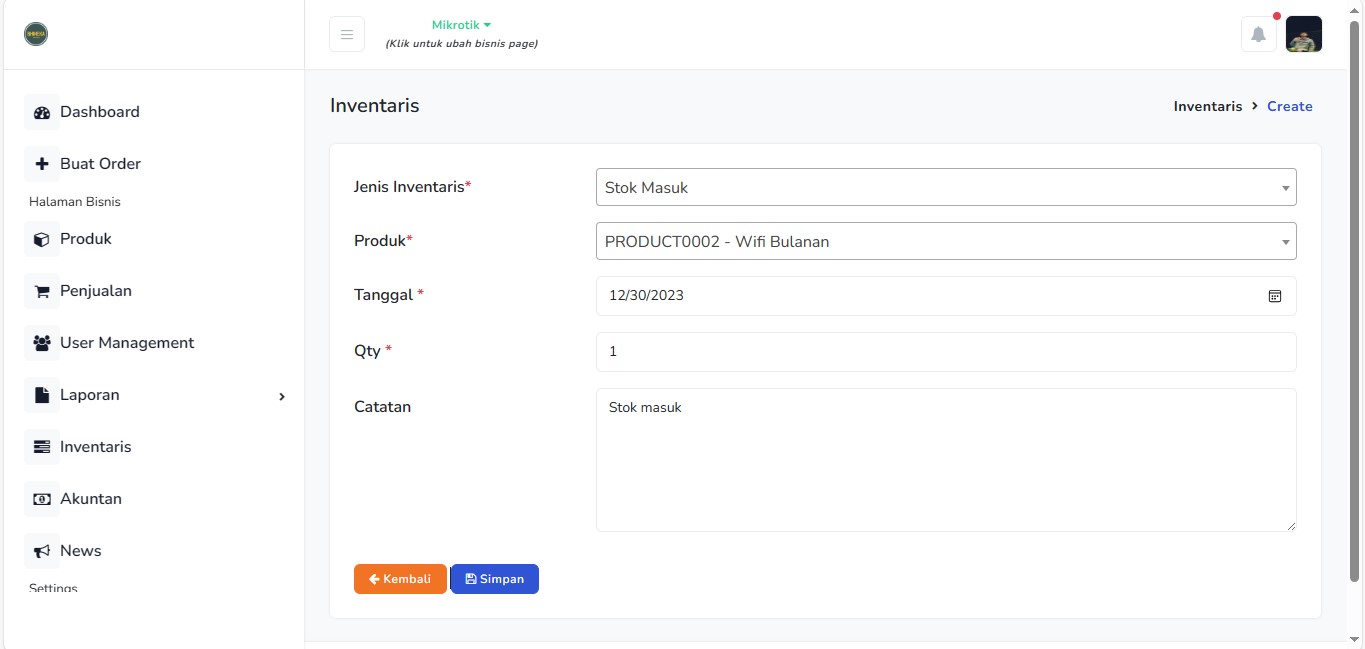 Mikrotik
(Klik untuk ubah bisnis page)
Dashboard
Buat Order
Halaman Bisnis
Produk
Penjualan
User Management
Laporan
Inventaris
Akuntan
News
Settings
Inventaris
Inventaris > Create
Jenis Inventaris*
Stok Masuk
Produk*
PRODUCT0002 - Wifi Bulanan
Tanggal *
12/30/2023
Qty *
1
Catatan
Stok masuk
Kembali
Simpan